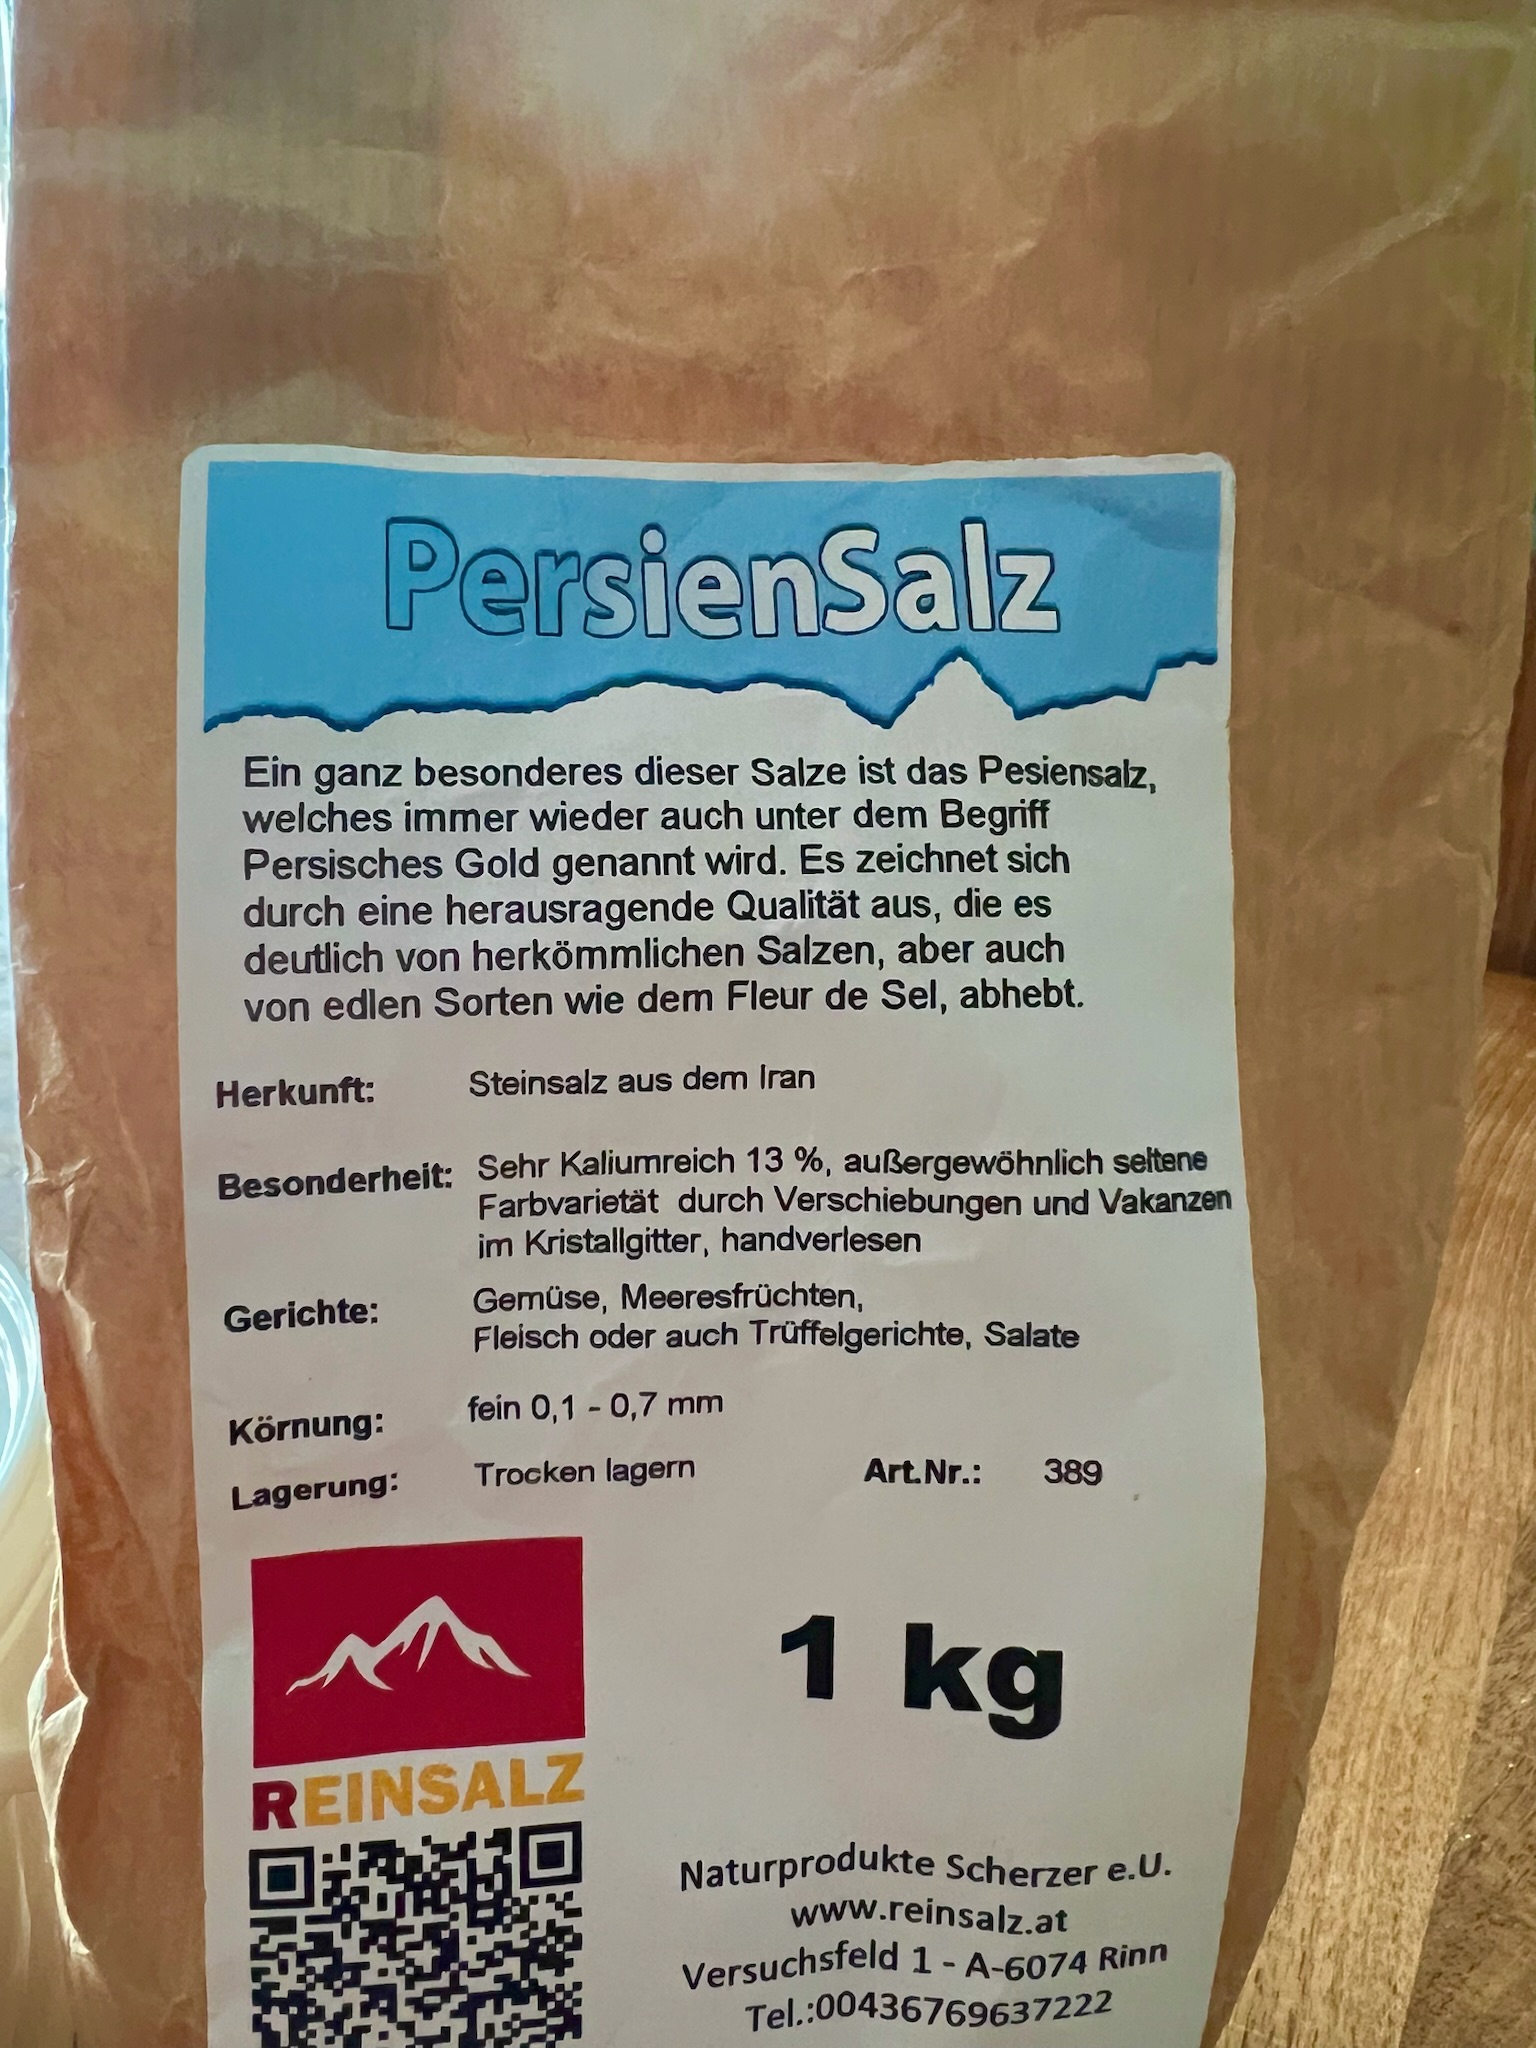 PersienSalz
Ein ganz besonderes dieser Salze ist das Pesiensalz,
welches immer wieder auch unter dem Begriff
Persisches Gold genannt wird. Es zeichnet sich
durch eine herausragende Qualität aus, die es
deutlich von herkömmlichen Salzen, aber auch
von edlen Sorten wie dem Fleur de Sel, abhebt.
Herkunft: Steinsalz aus dem Iran
Besonderheit: Sehr Kaliumreich 13 %, außergewöhnlich seltene
Farbvarietät durch Verschiebungen und Vakanzen
im Kristallgitter, handverlesen
Gerichte: Gemüse, Meeresfrüchten,
Fleisch oder auch Trüffelgerichte, Salate
Körnung: fein 0,1 - 0,7 mm
Lagerung: Trocken lagern Art.Nr.: 389
1 kg
REINSALZ
Naturprodukte Scherzer e.U.
www.reinsalz.at
Versuchsfeld 1 - A-6074 Rinn
Tel.:00436769637222